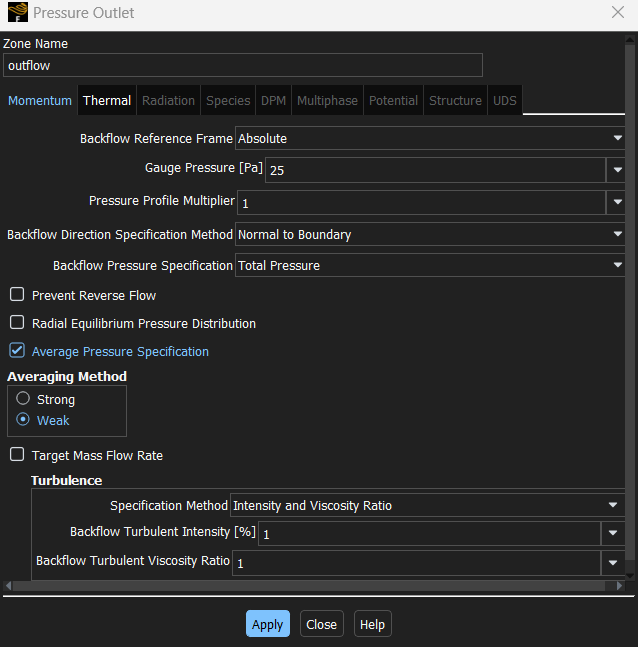 Pressure Outlet
Zone Name
outflow
Momentum Thermal Radiation Species DPM Multiphase Potential Structure UDS
Backflow Reference Frame Absolute
Gauge Pressure [Pa] 25
Pressure Profile Multiplier 1
Backflow Direction Specification Method Normal to Boundary
Backflow Pressure Specification Total Pressure
Prevent Reverse Flow
Radial Equilibrium Pressure Distribution
Average Pressure Specification
Averaging Method
Strong
Weak
Target Mass Flow Rate
Turbulence
Specification Method Intensity and Viscosity Ratio
Backflow Turbulent Intensity [%] 1
Backflow Turbulent Viscosity Ratio 1
Apply Close Help